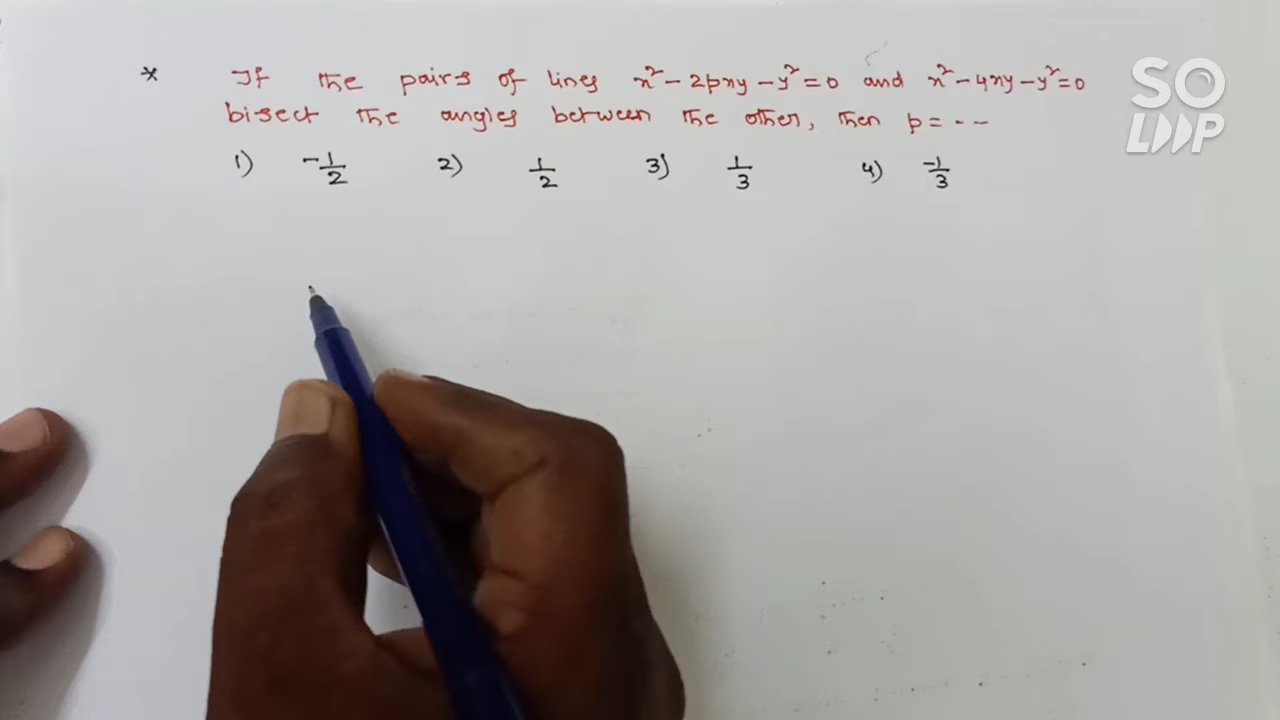 * If the pairs of lines x² - 2pxy - y² = 0 and x² - 4xy - y² = 0
bisect the angles between the other, then p = ---
1) -1/2 2) 1/2 3) 1/3 4) -1/3
SO
LOOP